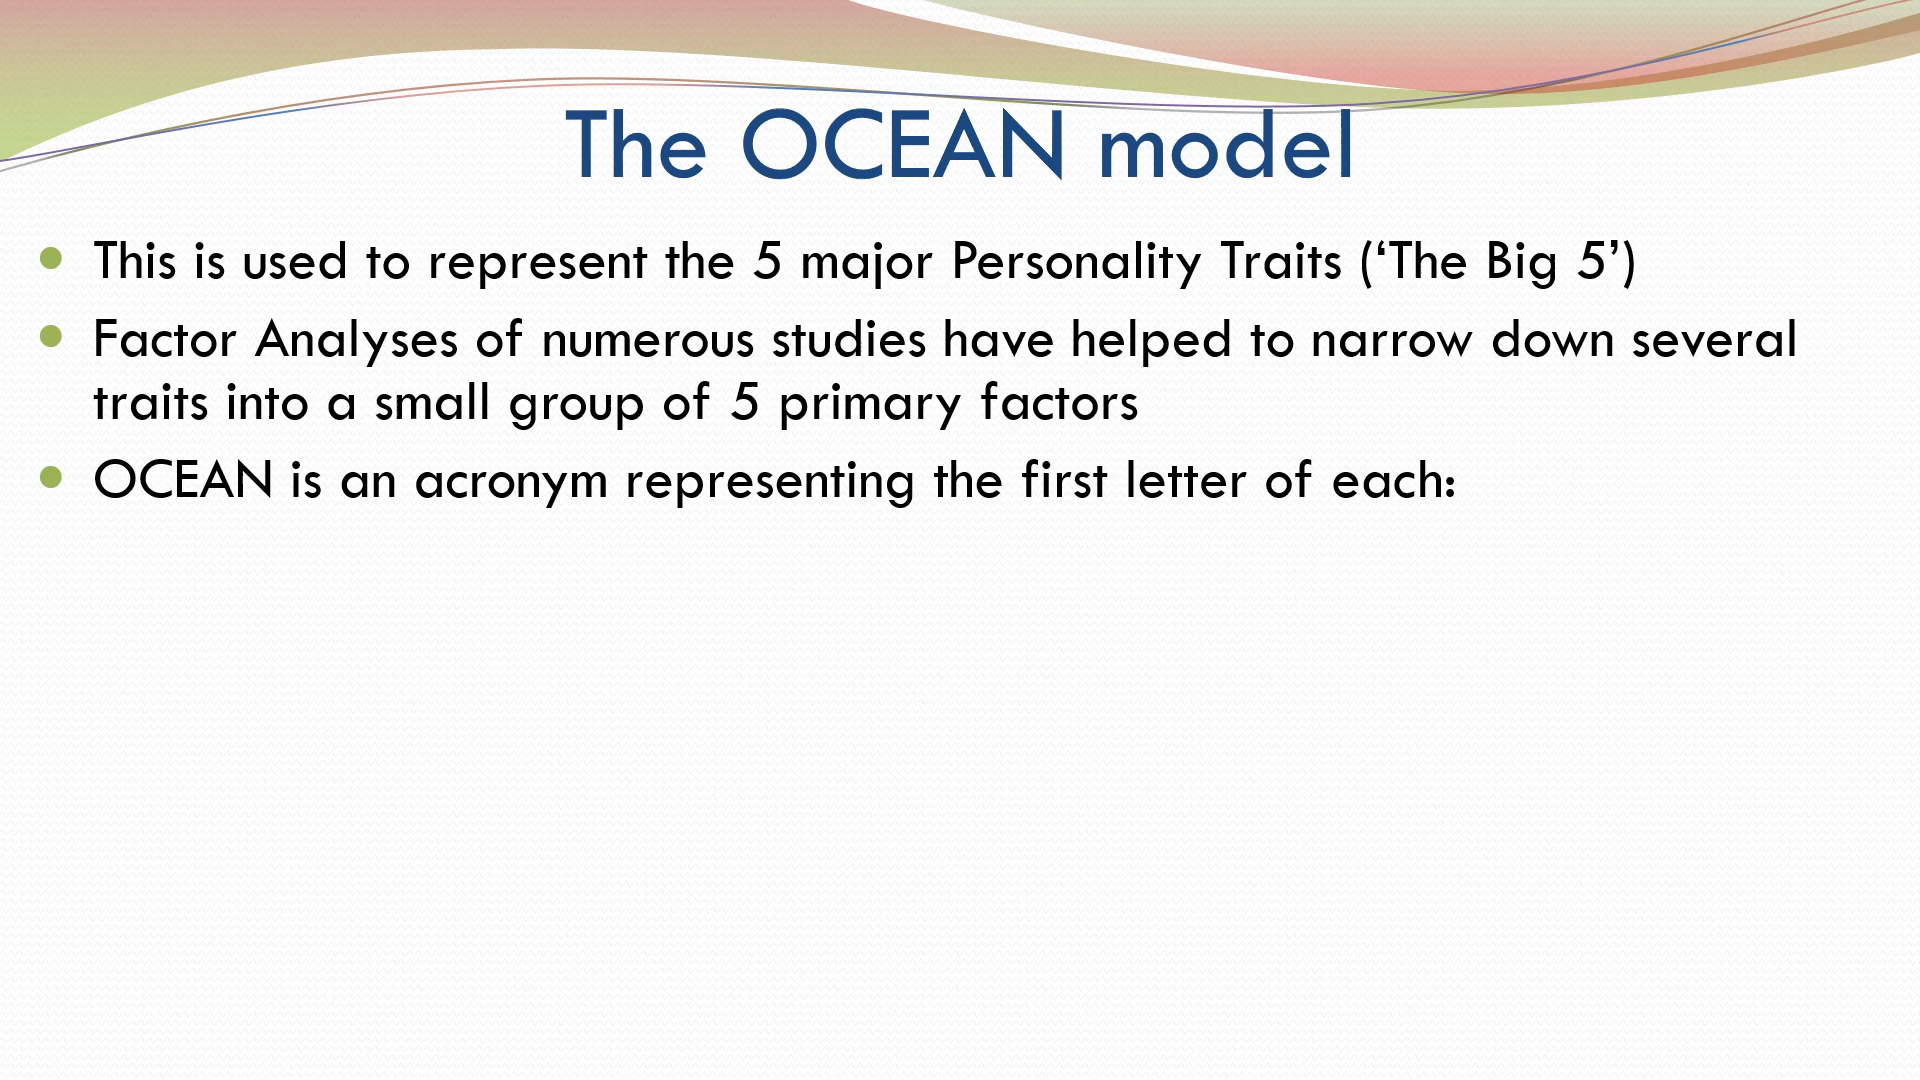 The OCEAN model
This is used to represent the 5 major Personality Traits (‘The Big 5’)
Factor Analyses of numerous studies have helped to narrow down several
traits into a small group of 5 primary factors
OCEAN is an acronym representing the first letter of each: